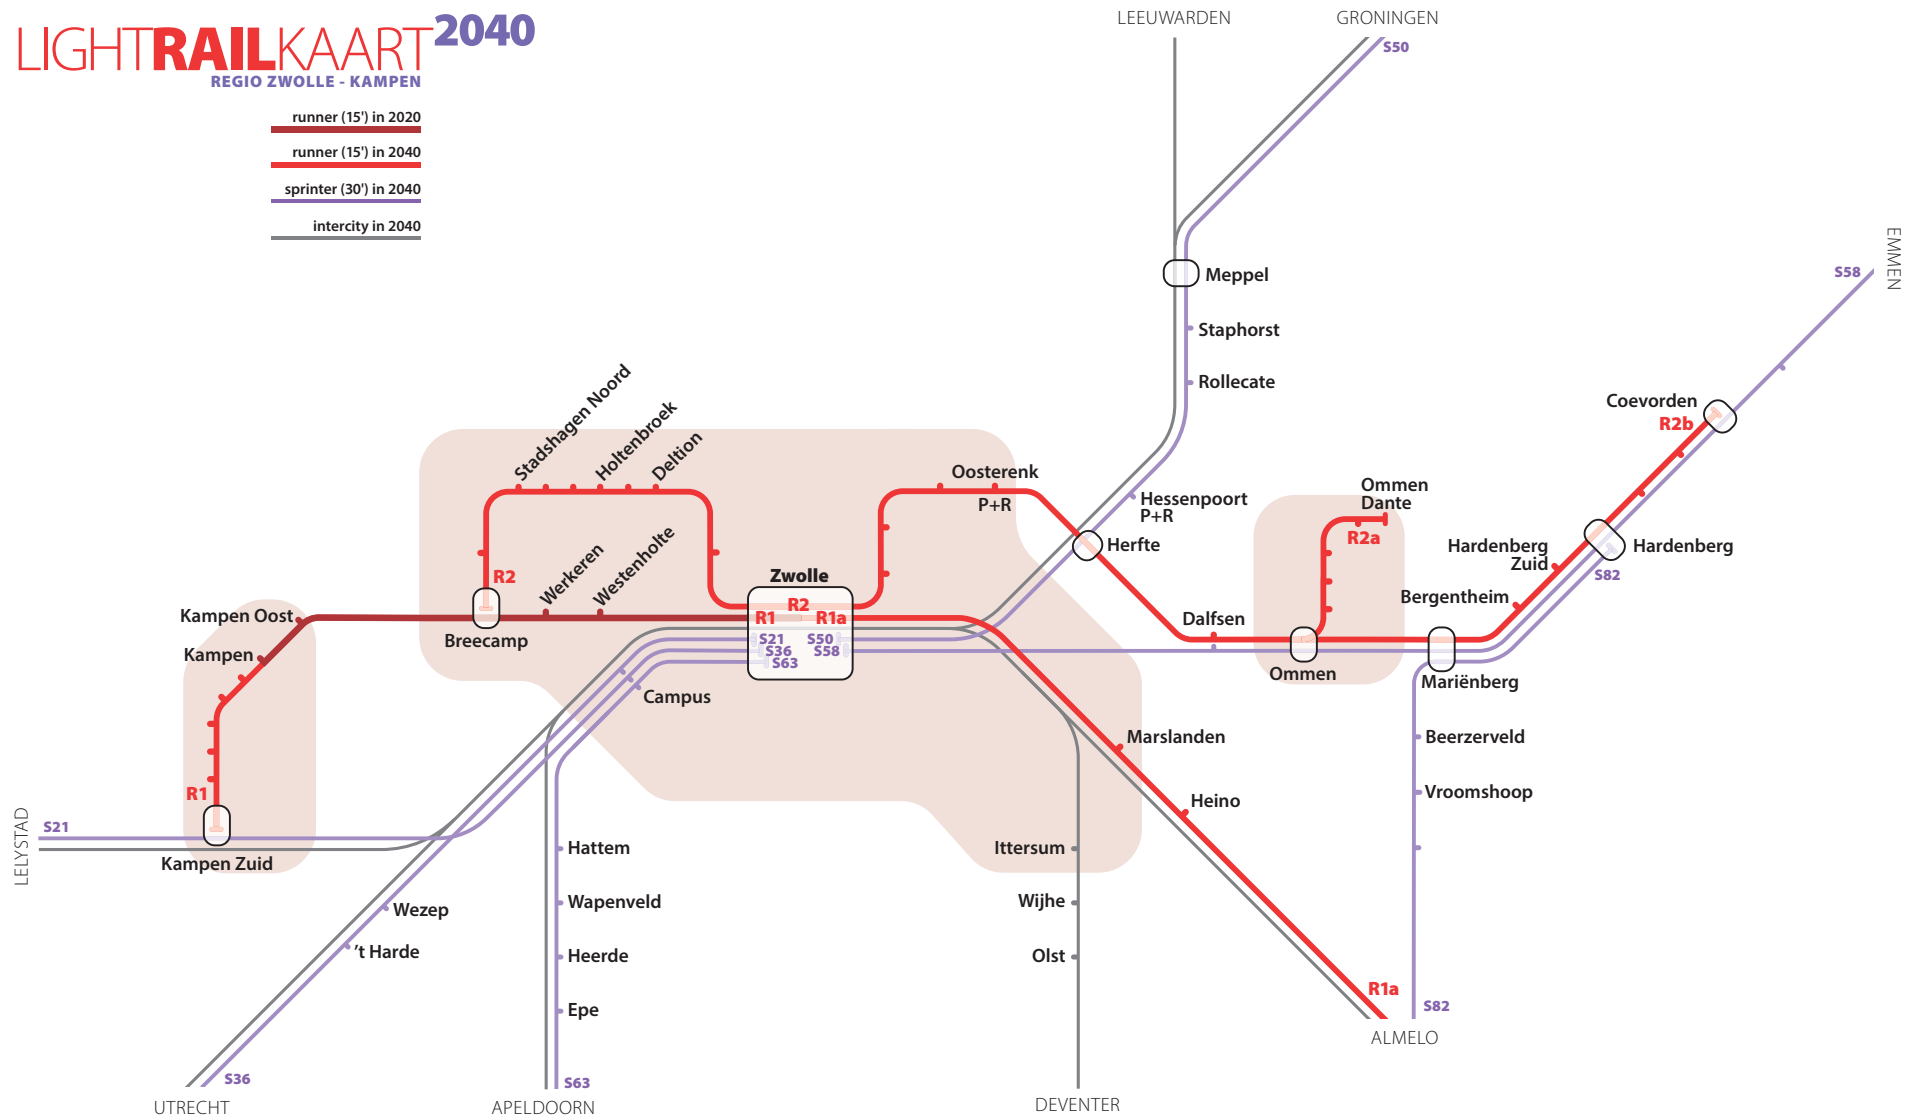 LIGHTRAILKAART2040
REGIO ZWOLLE - KAMPEN
runner (15') in 2020
runner (15') in 2040
sprinter (30') in 2040
intercity in 2040
LEEUWARDEN
GRONINGEN
S50
EMMEN
S58
Meppel
Staphorst
Rollecate
Coevorden
R2b
Stadshagen Noord
Holtenbroek
Deltion
Oosterenk
P+R
Hessenpoort
P+R
Herfte
Ommen
Dante
R2a
Hardenberg
Zuid
Hardenberg
S82
Bergentheim
R2
Werkeren
Westenholte
Zwolle
R2
R1
R1a
S21
S50
S36
S58
S63
Kampen Oost
Breecamp
Kampen
Dalfsen
Ommen
Mariënberg
Campus
Marslanden
Beerzerveld
R1
Heino
Vroomshoop
LELYSTAD
S21
Kampen Zuid
Hattem
Ittersum
Wezep
Wapenveld
Wijhe
't Harde
Heerde
Olst
R1a
Epe
S82
ALMELO
S36
S63
UTRECHT
APELDOORN
DEVENTER